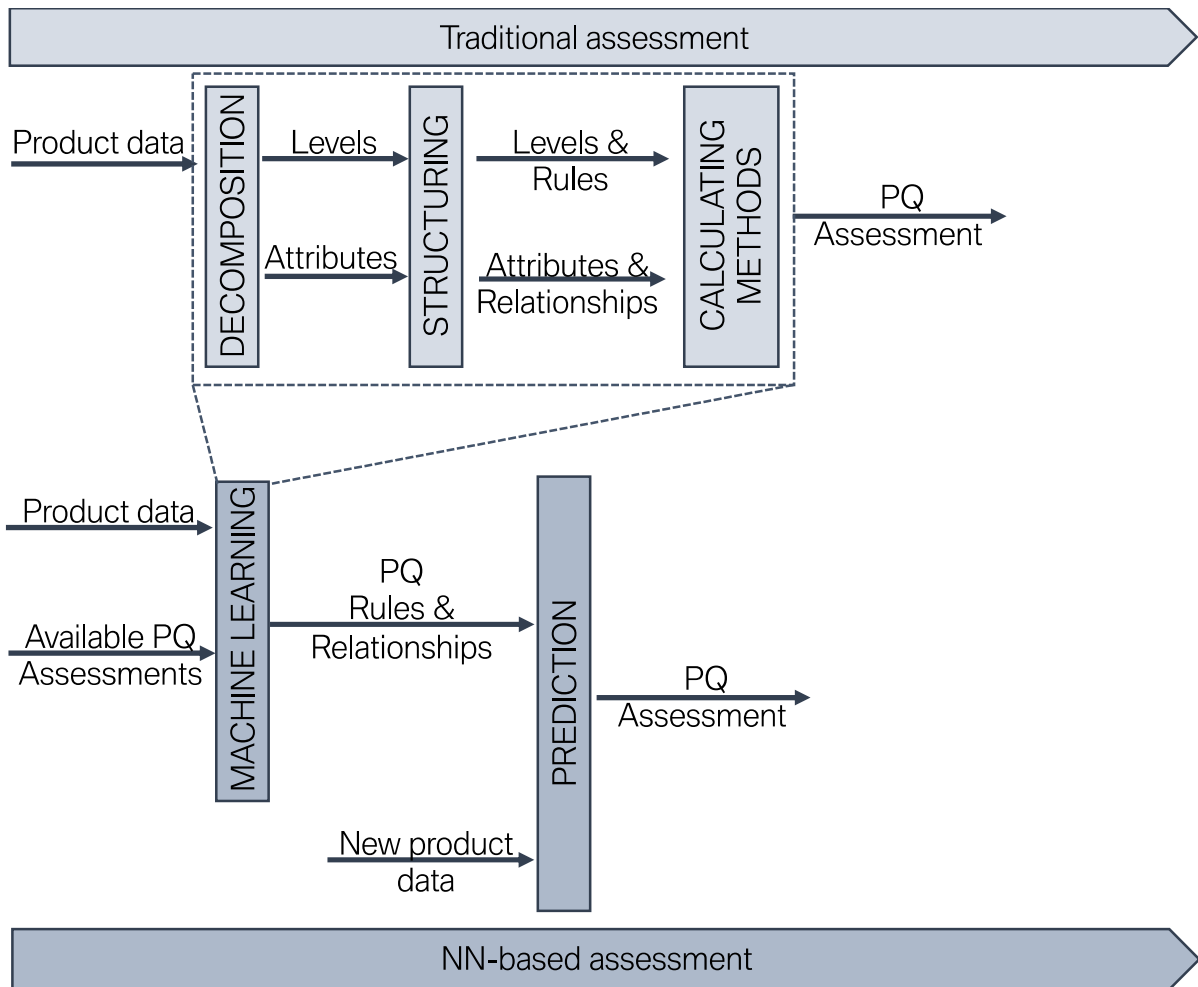 Traditional assessment
Product data
DECOMPOSITION
Levels
Attributes
STRUCTURING
Levels &
Rules
Attributes &
Relationships
CALCULATING
METHODS
PQ
Assessment
Product data
Available PQ
Assessments
MACHINE LEARNING
PQ
Rules &
Relationships
New product
data
PREDICTION
PQ
Assessment
NN-based assessment